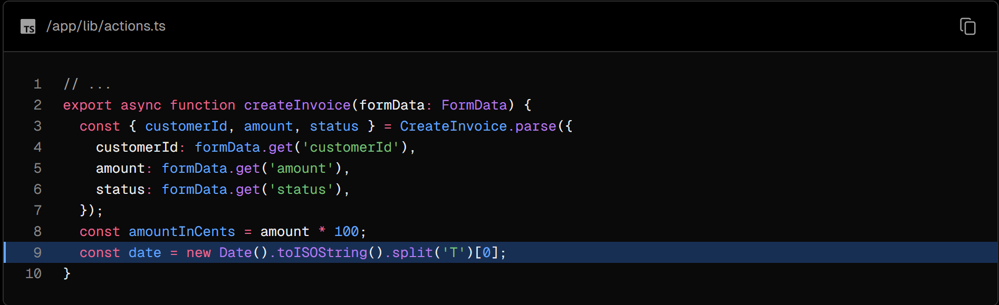 TS /app/lib/actions.ts
1 // ...
2 export async function createInvoice(formData: FormData) {
3   const { customerId, amount, status } = CreateInvoice.parse({
4     customerId: formData.get('customerId'),
5     amount: formData.get('amount'),
6     status: formData.get('status'),
7   });
8   const amountInCents = amount * 100;
9   const date = new Date().toISOString().split('T')[0];
10 }